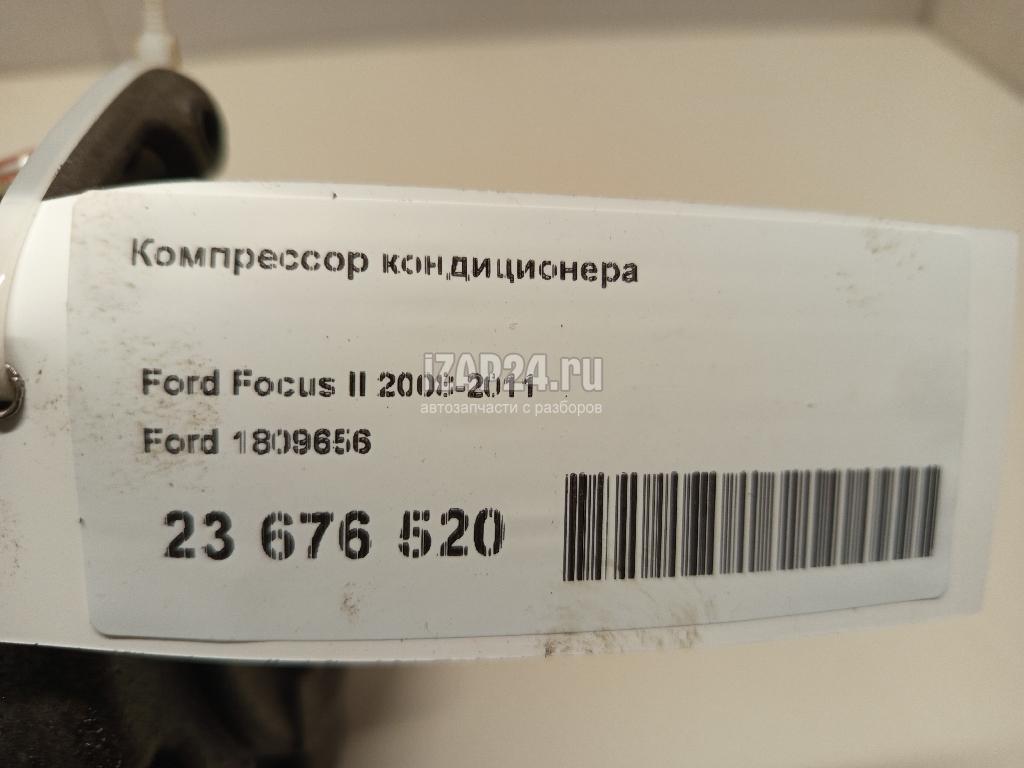 Компрессор кондиционера
iZAP24.ru
Ford Focus II 2008-2011
автозапчасти с разборов
Ford 1809656
23 676 520